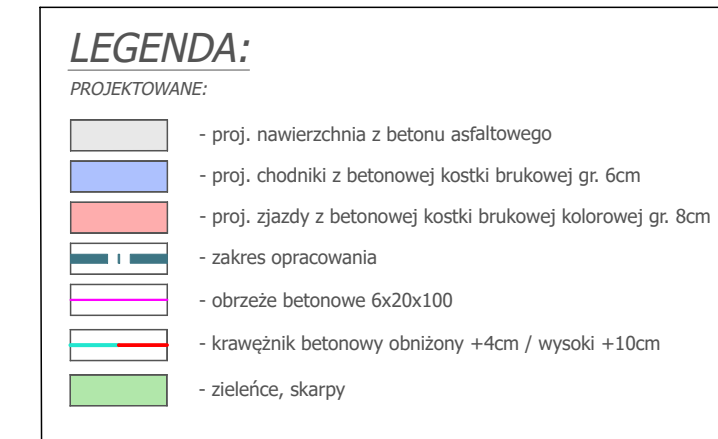 LEGENDA:
PROJEKTOWANE:
- proj. nawierzchnia z betonu asfaltowego
- proj. chodniki z betonowej kostki brukowej gr. 6cm
- proj. zjazdy z betonowej kostki brukowej kolorowej gr. 8cm
- zakres opracowania
- obrzeże betonowe 6x20x100
- krawężnik betonowy obniżony +4cm / wysoki +10cm
- zieleńce, skarpy